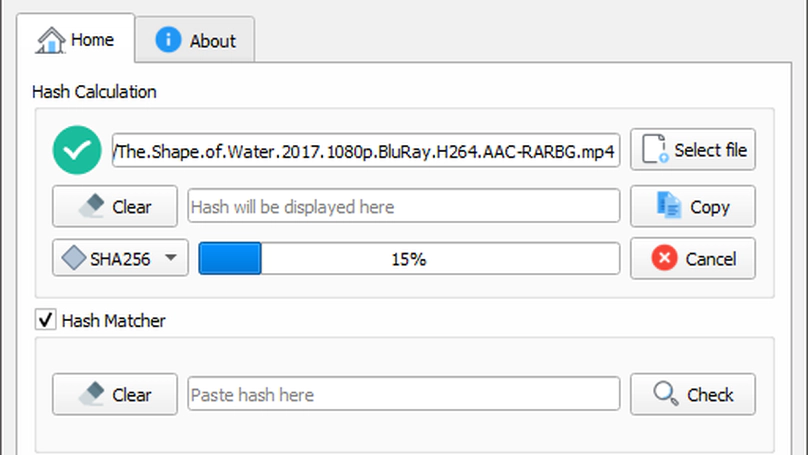 Home
About
Hash Calculation
/The.Shape.of.Water.2017.1080p.BluRay.H264.AAC-RARBG.mp4
Select file
Clear
Hash will be displayed here
Copy
SHA256
15%
Cancel
Hash Matcher
Clear
Paste hash here
Check